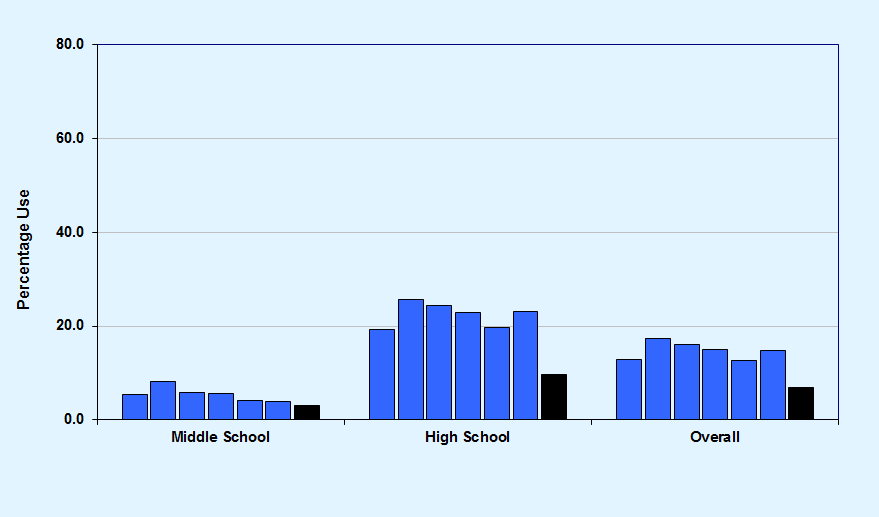 80.0
60.0
40.0
20.0
0.0
Percentage Use
Middle School
High School
Overall